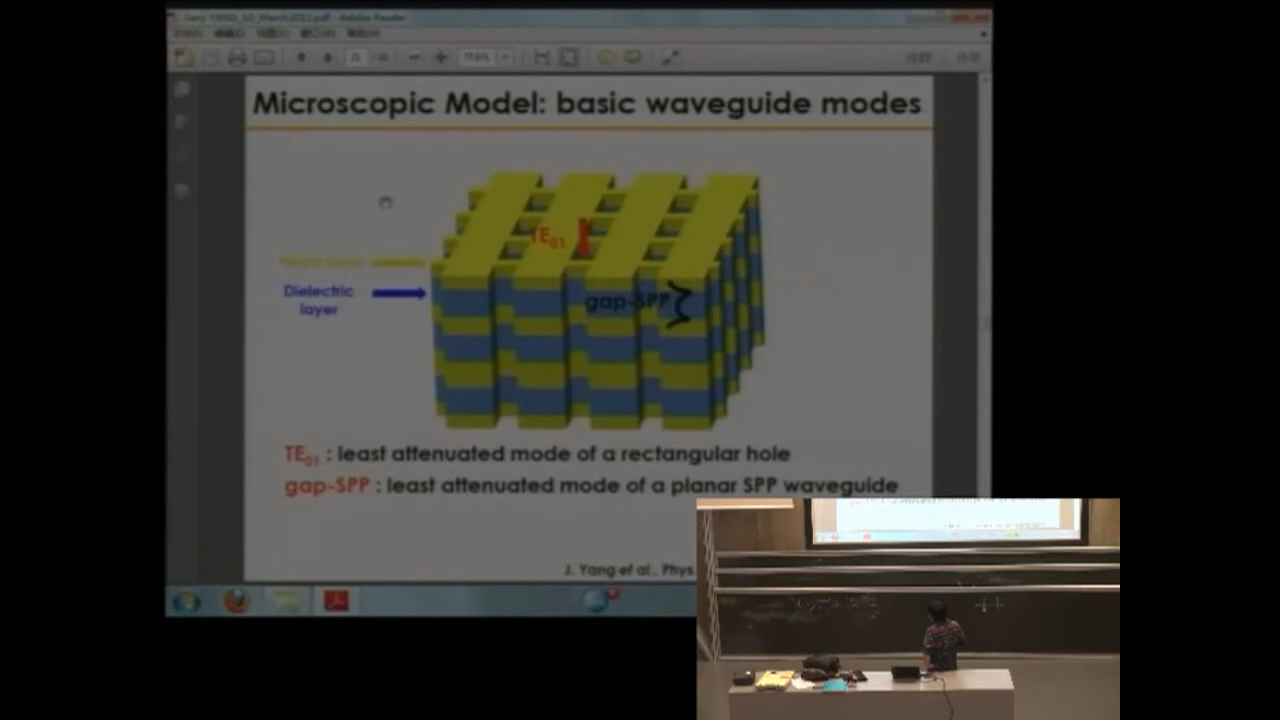 Microscopic Model: basic waveguide modes
TE01
Dielectric
layer
gap-SPP
TE01 : least attenuated mode of a rectangular hole
gap-SPP : least attenuated mode of a planar SPP waveguide
J. Yang et al., Phys.